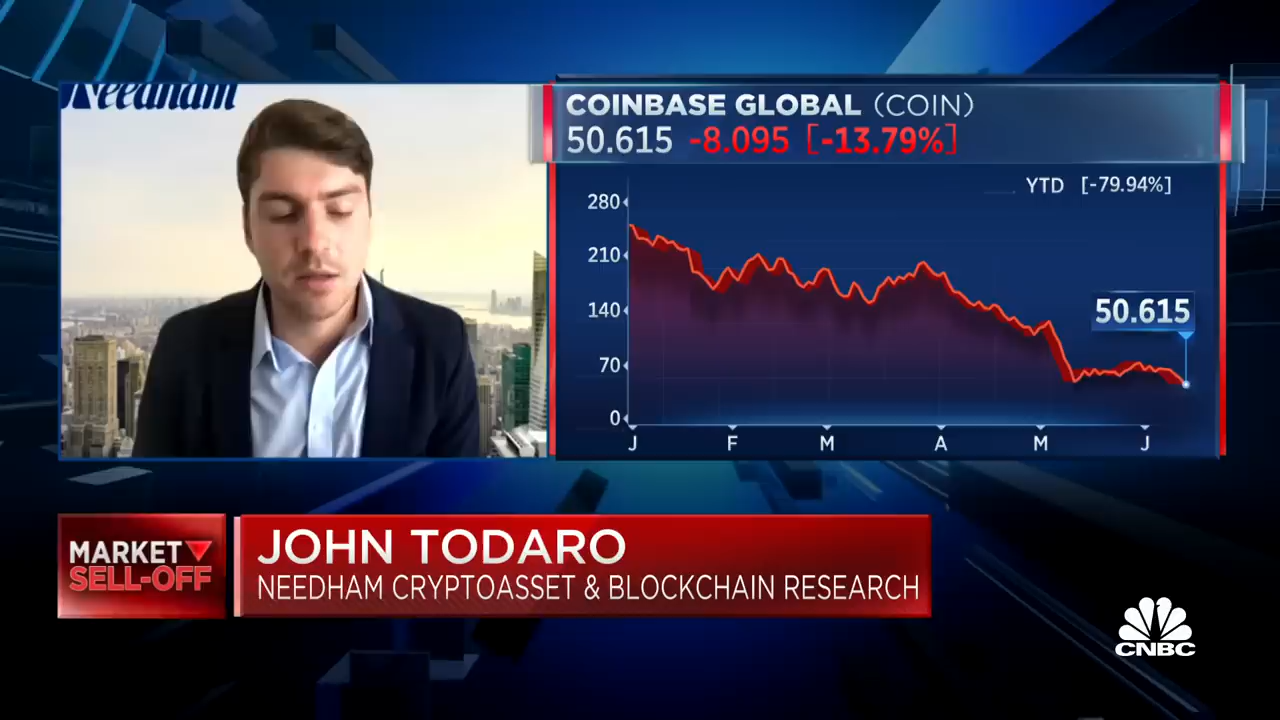 Needham
COINBASE GLOBAL (COIN)
50.615 -8.095 [-13.79%]
YTD [-79.94%]
280
210
140
70
0
50.615
J F M A M J
MARKET
SELL-OFF
JOHN TODARO
NEEDHAM CRYPTOASSET & BLOCKCHAIN RESEARCH
CNBC